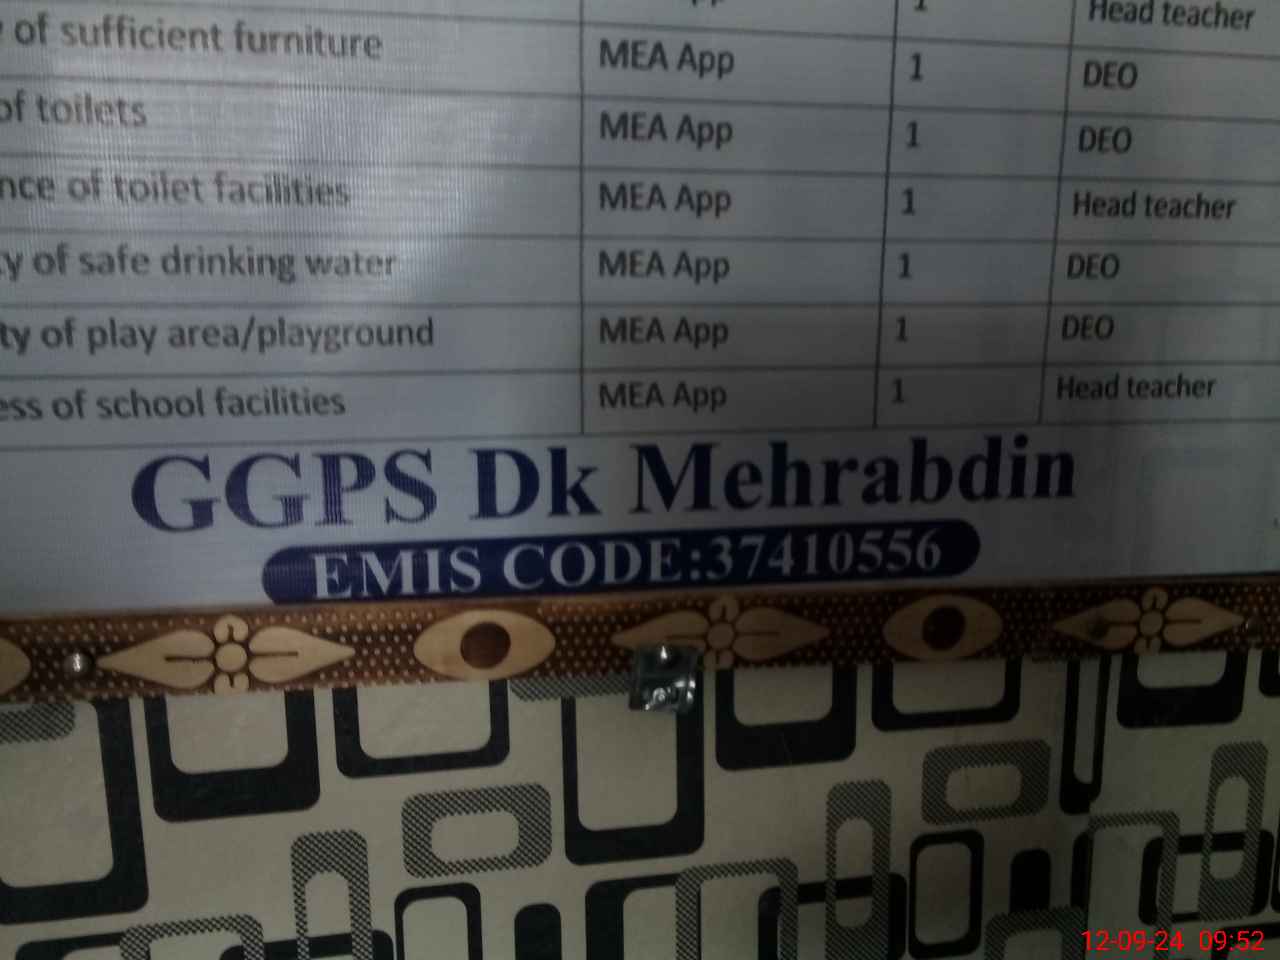 1 Head teacher
of sufficient furniture MEA App 1 DEO
of toilets MEA App 1 DEO
nce of toilet facilities MEA App 1 Head teacher
ty of safe drinking water MEA App 1 DEO
ty of play area/playground MEA App 1 DEO
ess of school facilities MEA App 1 Head teacher
GGPS Dk Mehrabdin
EMIS CODE:37410556
12-09-24 09:52